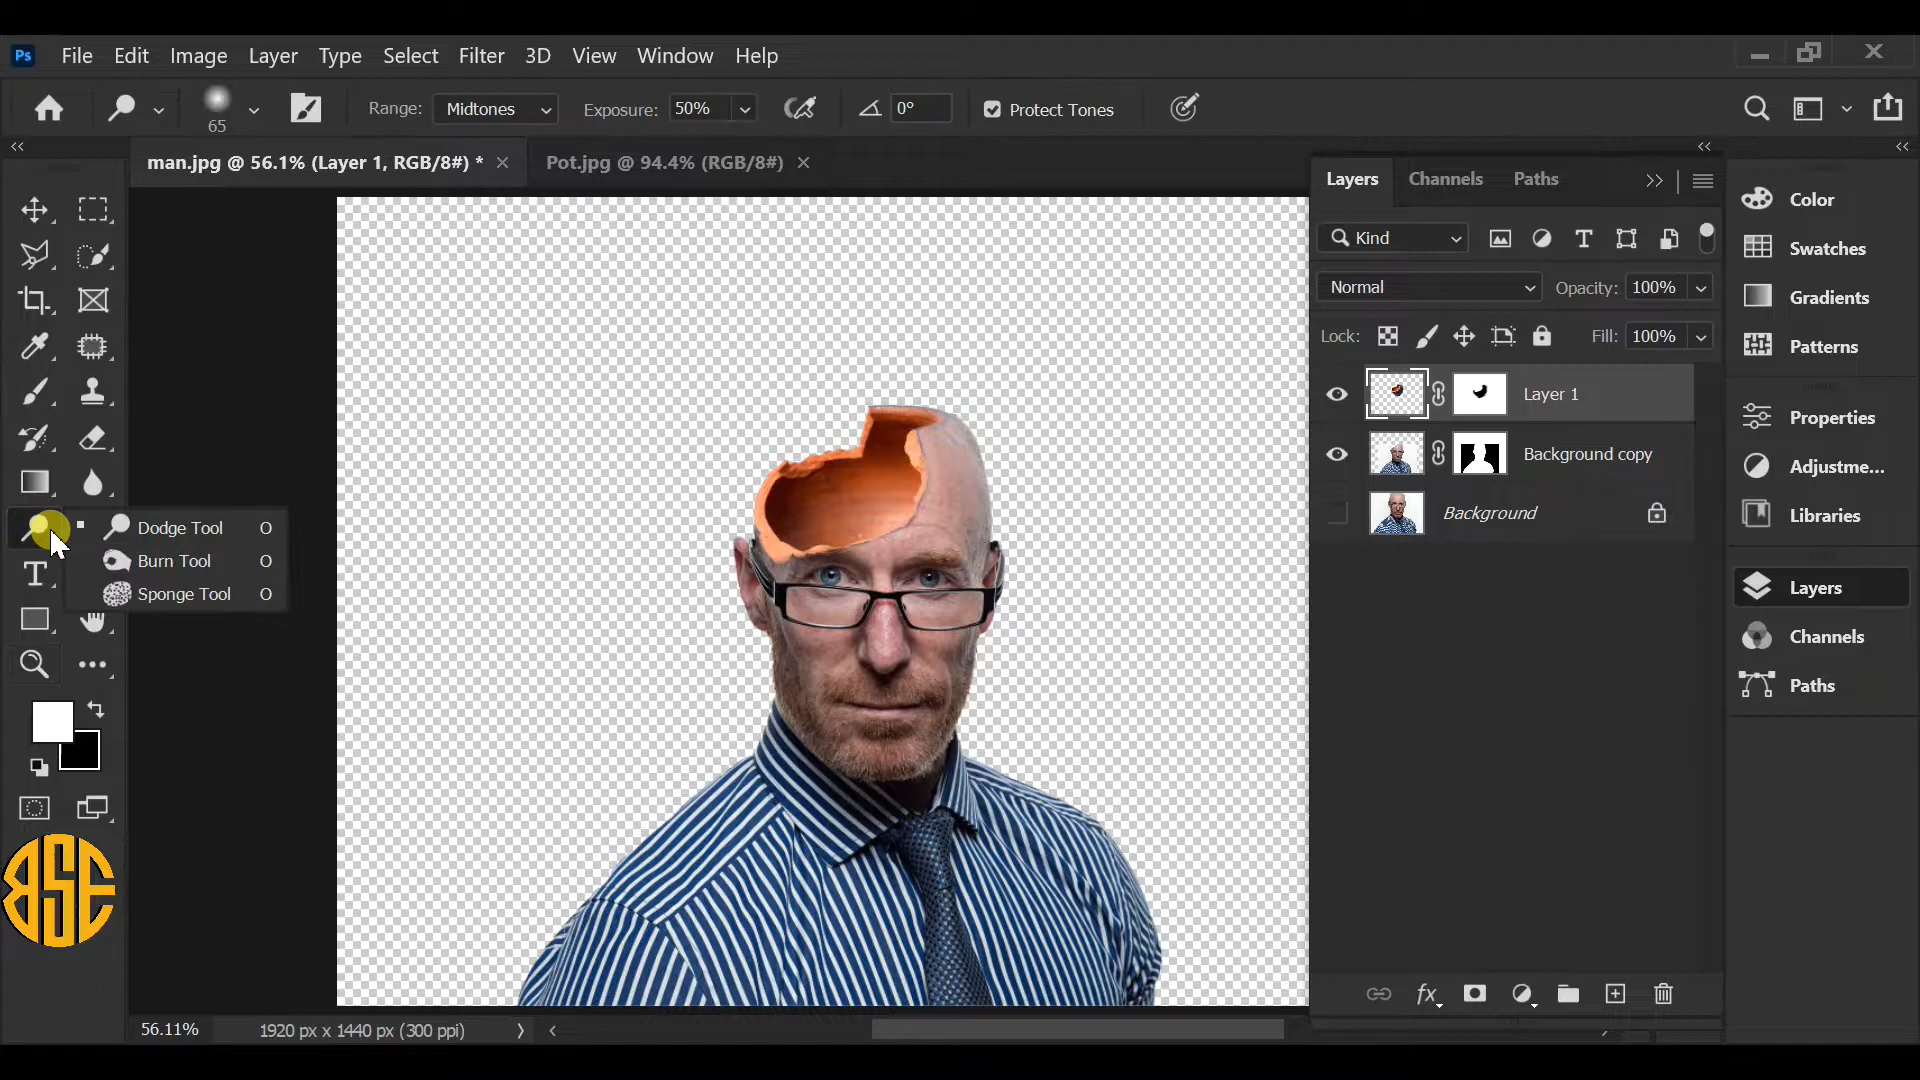 Ps File Edit Image Layer Type Select Filter 3D View Window Help
65 Range: Midtones Exposure: 50% 0° Protect Tones
man.jpg @ 56.1% (Layer 1, RGB/8#) * Pot.jpg @ 94.4% (RGB/8#)
Layers Channels Paths
Kind
Normal Opacity: 100%
Lock: Fill: 100%
Layer 1
Background copy
Background
Color
Swatches
Gradients
Patterns
Properties
Adjustme...
Libraries
Layers
Channels
Paths
Dodge Tool O
Burn Tool O
Sponge Tool O
BSE
56.11% 1920 px x 1440 px (300 ppi)